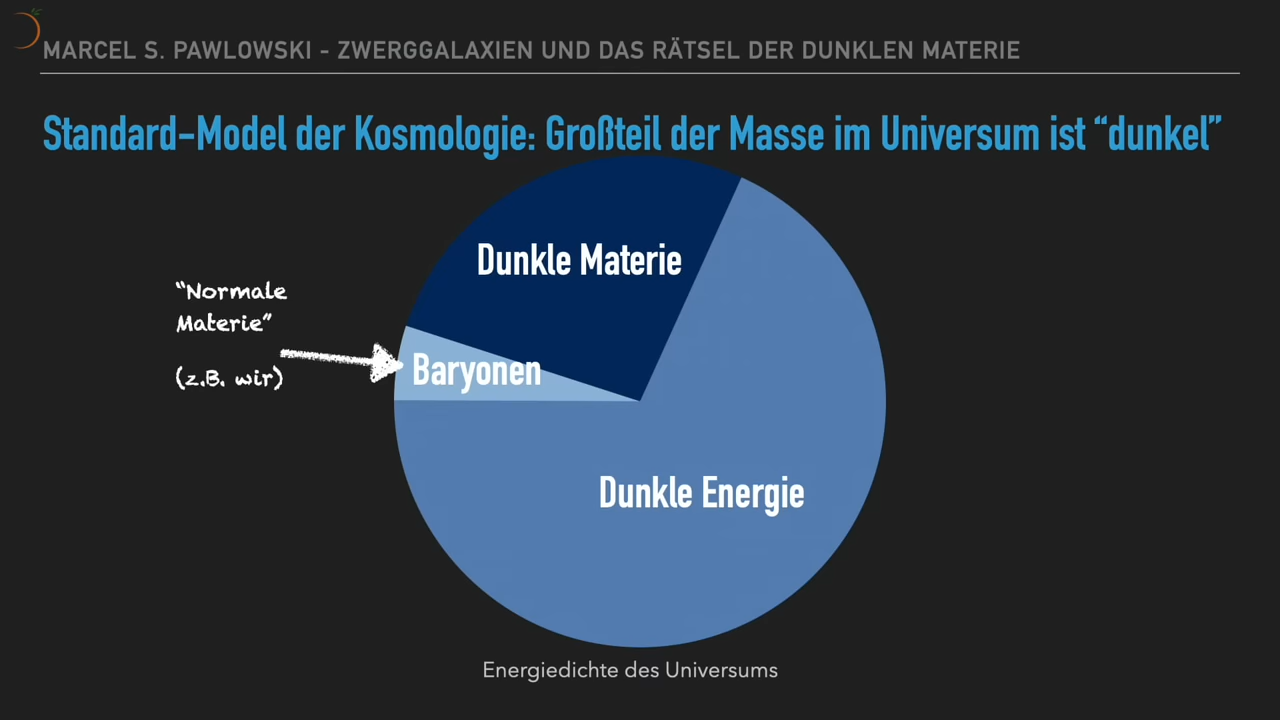 MARCEL S. PAWLOWSKI - ZWERGGALAXIEN UND DAS RÄTSEL DER DUNKLEN MATERIE
Standard-Model der Kosmologie: Großteil der Masse im Universum ist “dunkel”
Dunkle Materie
“Normale
Materie”
(z.B. wir)
Baryonen
Dunkle Energie
Energiedichte des Universums